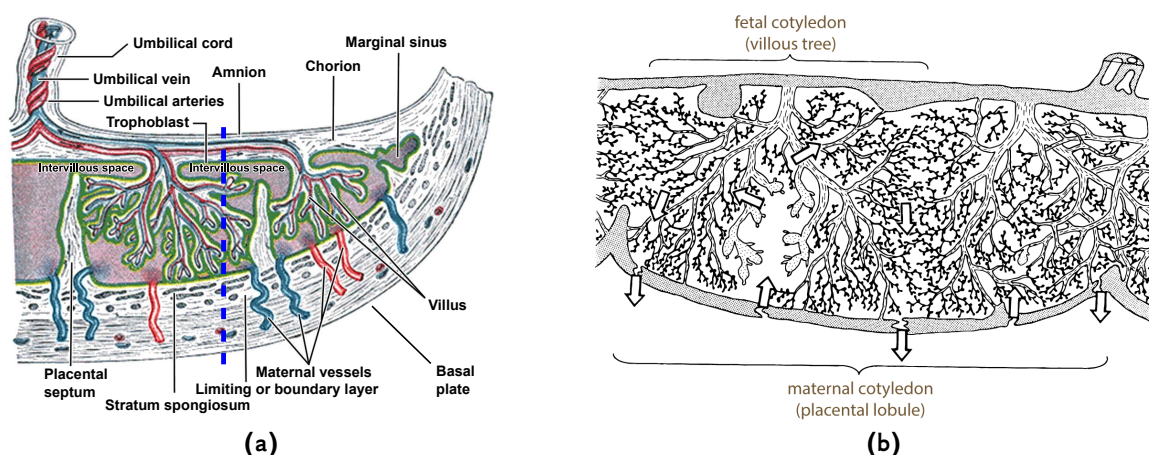 Umbilical cord
Umbilical vein
Umbilical arteries
Trophoblast
Amnion
Chorion
Marginal sinus
Intervillous space
Intervillous space
Villus
Placental
septum
Stratum spongiosum
Limiting or boundary layer
Maternal vessels
Basal
plate
(a)
fetal cotyledon
(villous tree)
maternal cotyledon
(placental lobule)
(b)